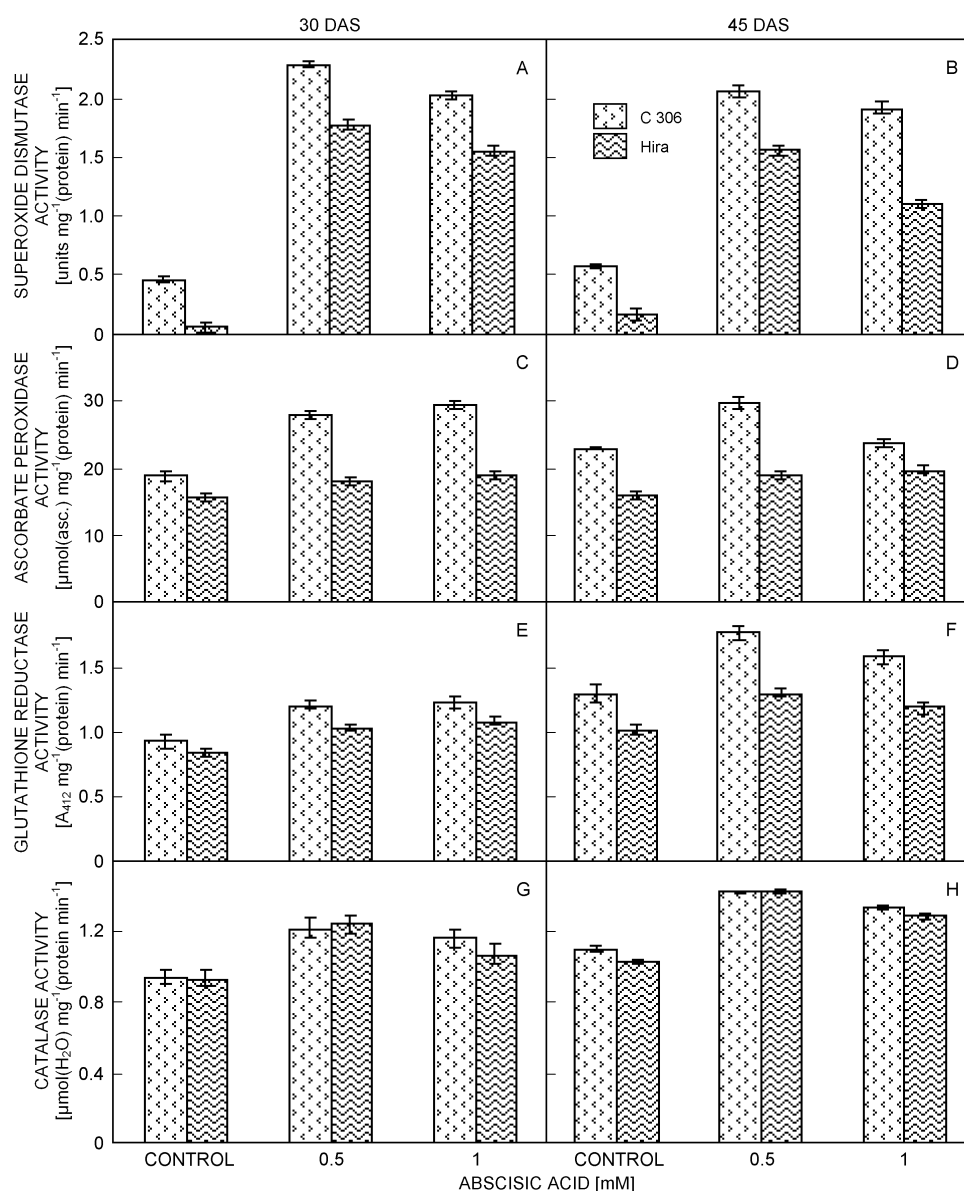 30 DAS 45 DAS
SUPEROXIDE DISMUTASE
ACTIVITY
[units mg⁻¹(protein) min⁻¹]
2.5
2.0
1.5
1.0
0.5
0
A
B
C 306
Hira
ASCORBATE PEROXIDASE
ACTIVITY
[µmol(asc.) mg⁻¹(protein) min⁻¹]
30
20
10
0
C
D
GLUTATHIONE REDUCTASE
ACTIVITY
[A₄₁₂ mg⁻¹(protein) min⁻¹]
1.5
1.0
0.5
0
E
F
CATALASE ACTIVITY
[µmol(H₂O) mg⁻¹(protein min⁻¹]
1.2
0.8
0.4
0
G
H
CONTROL 0.5 1 CONTROL 0.5 1
ABSCISIC ACID [mM]